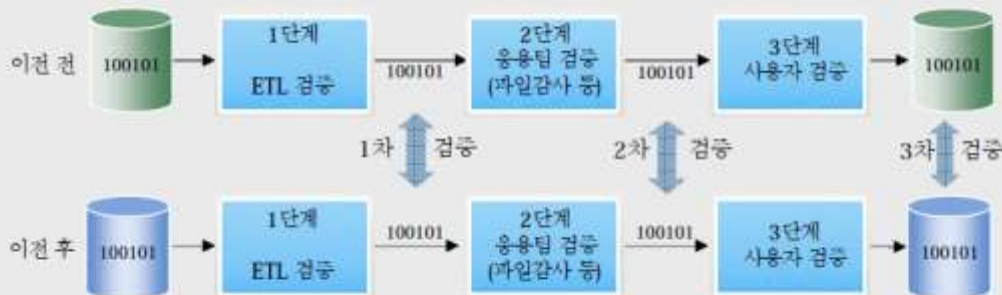 이전 전
100101
1단계
ETL 검증
100101
2단계
응용팀 검증
(파일감사 등)
100101
3단계
사용자 검증
100101
1차 검증
2차 검증
3차 검증
이전 후
100101
1단계
ETL 검증
100101
2단계
응용팀 검증
(파일감사 등)
100101
3단계
사용자 검증
100101